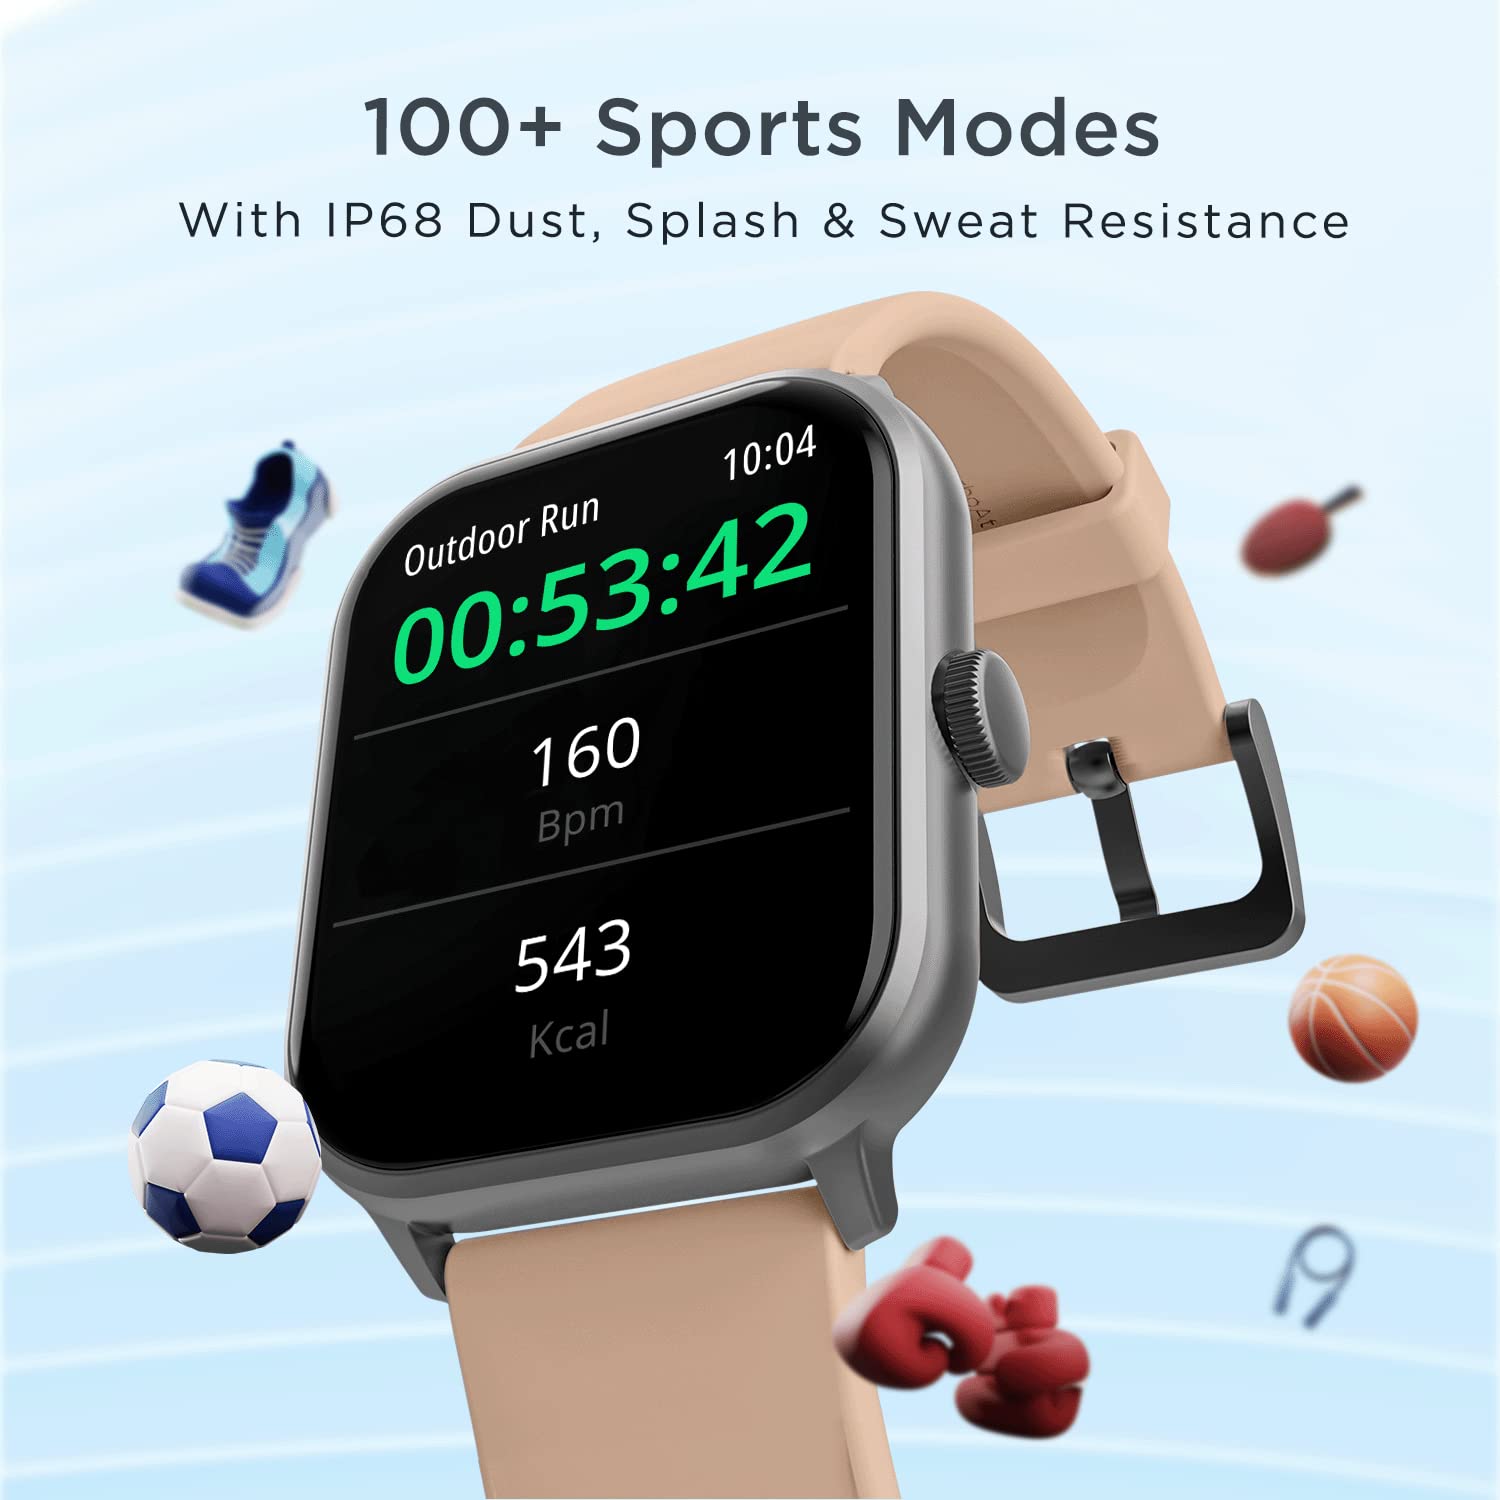 100+ Sports Modes
With IP68 Dust, Splash & Sweat Resistance
10:04
Outdoor Run
00:53:42
160
Bpm
543
Kcal